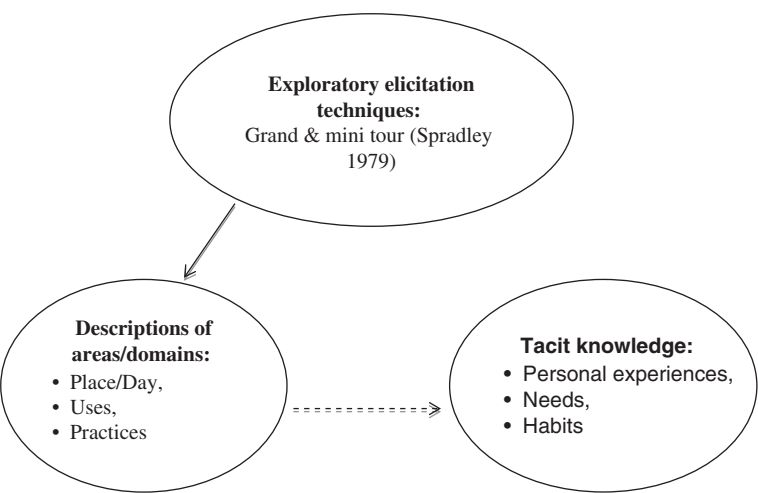 Exploratory elicitation
techniques:
Grand & mini tour (Spradley
1979)
Descriptions of
areas/domains:
• Place/Day,
• Uses,
• Practices
Tacit knowledge:
• Personal experiences,
• Needs,
• Habits